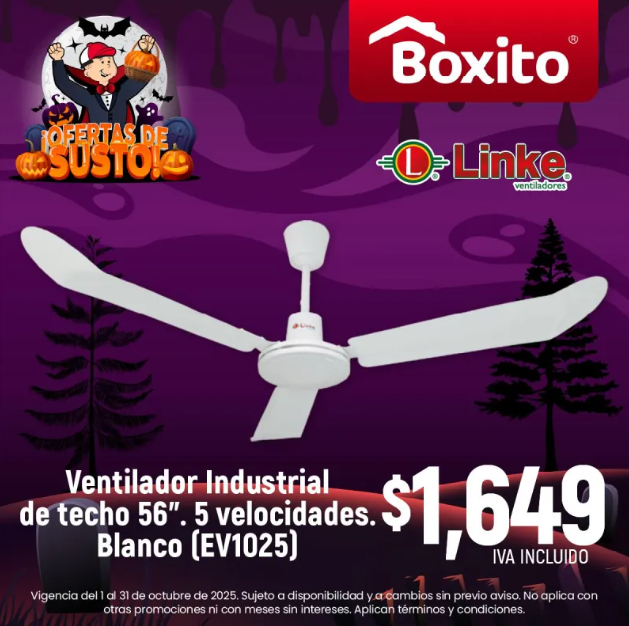 ¡OFERTAS DE
SUSTO!
Boxito®
L® Linke®
ventiladores
Linke
Ventilador Industrial
de techo 56”. 5 velocidades.
Blanco (EV1025)
$1,649
IVA INCLUIDO
Vigencia del 1 al 31 de octubre de 2025. Sujeto a disponibilidad y a cambios sin previo aviso. No aplica con
otras promociones ni con meses sin intereses. Aplican términos y condiciones.